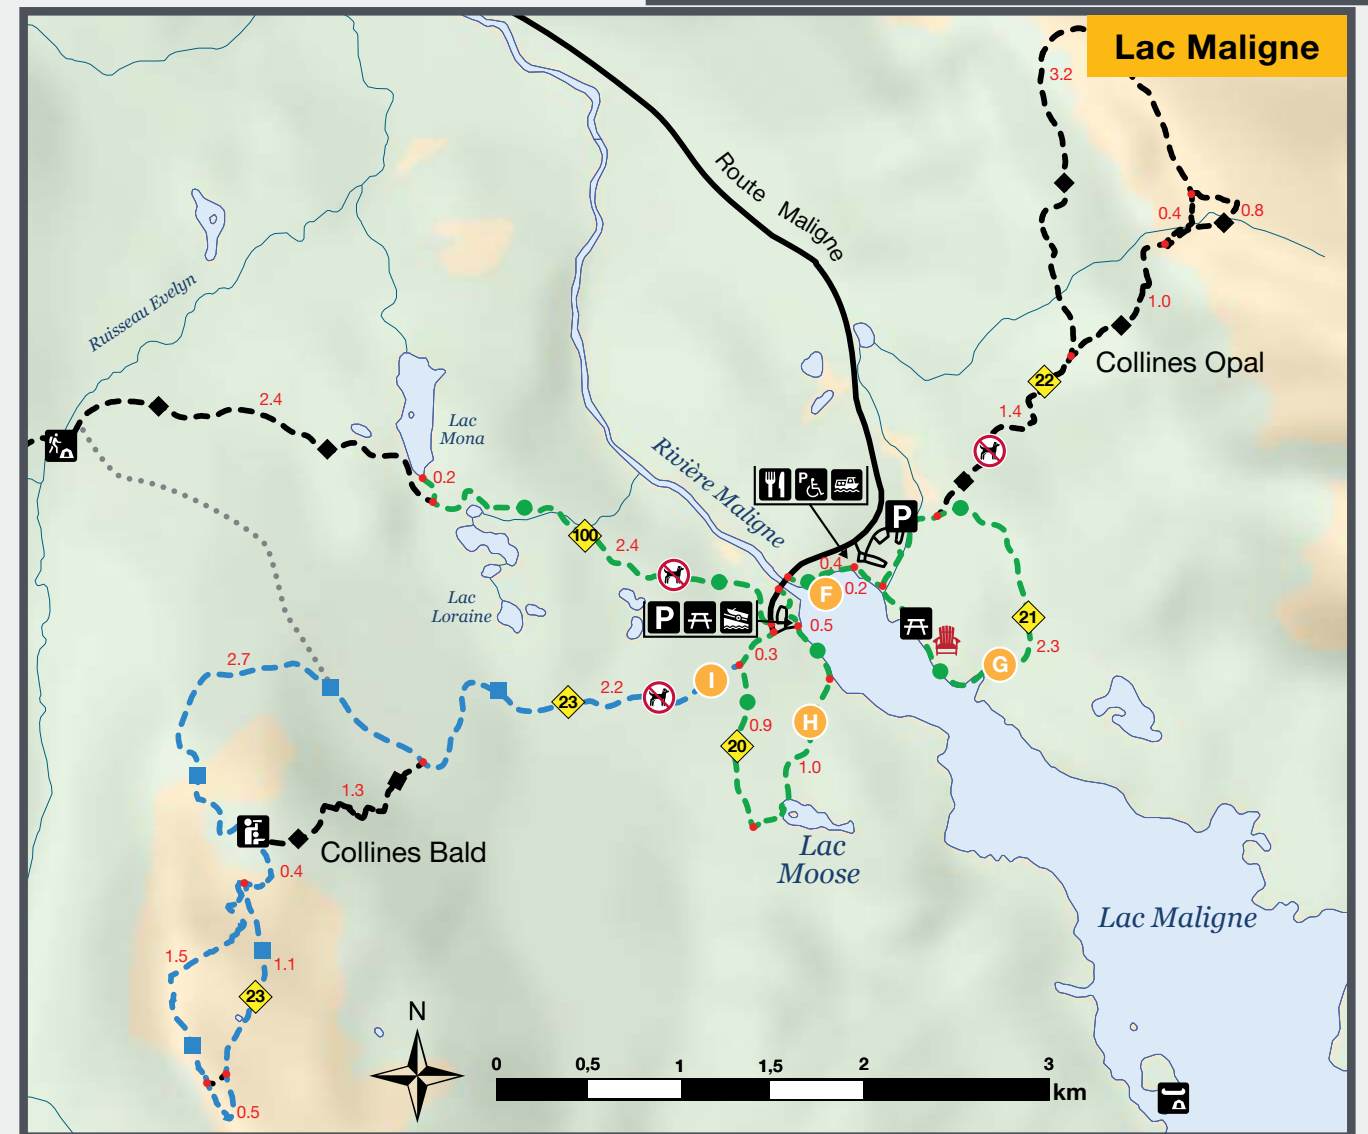 Lac Maligne
3.2
Route Maligne
0.4
0.8
1.0
Ruisseau Evelyn
Collines Opal
22
1.4
2.4
Lac
Mona
Rivière Maligne
0.2
P
P
100
2.4
0.4
0.2
F
Lac
Loraine
P
0.5
21
2.3
0.3
G
2.7
I
2.2
23
H
0.9
20
1.0
1.3
Collines Bald
Lac
Moose
0.4
Lac Maligne
1.5
1.1
23
N
0 0,5 1 1,5 2 3
km
0.5